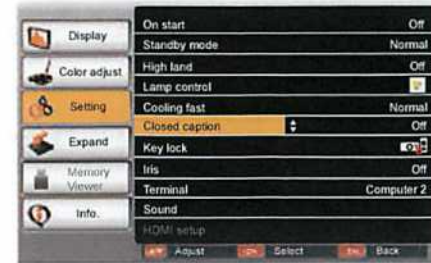 Display
Color adjust
Setting
Expand
Memory
Viewer
Info.
On start Off
Standby mode Normal
High land Off
Lamp control
Cooling fast Normal
Closed caption Off
Key lock
Iris Off
Terminal Computer 2
Sound
HDMI setup
Adjust Select Back